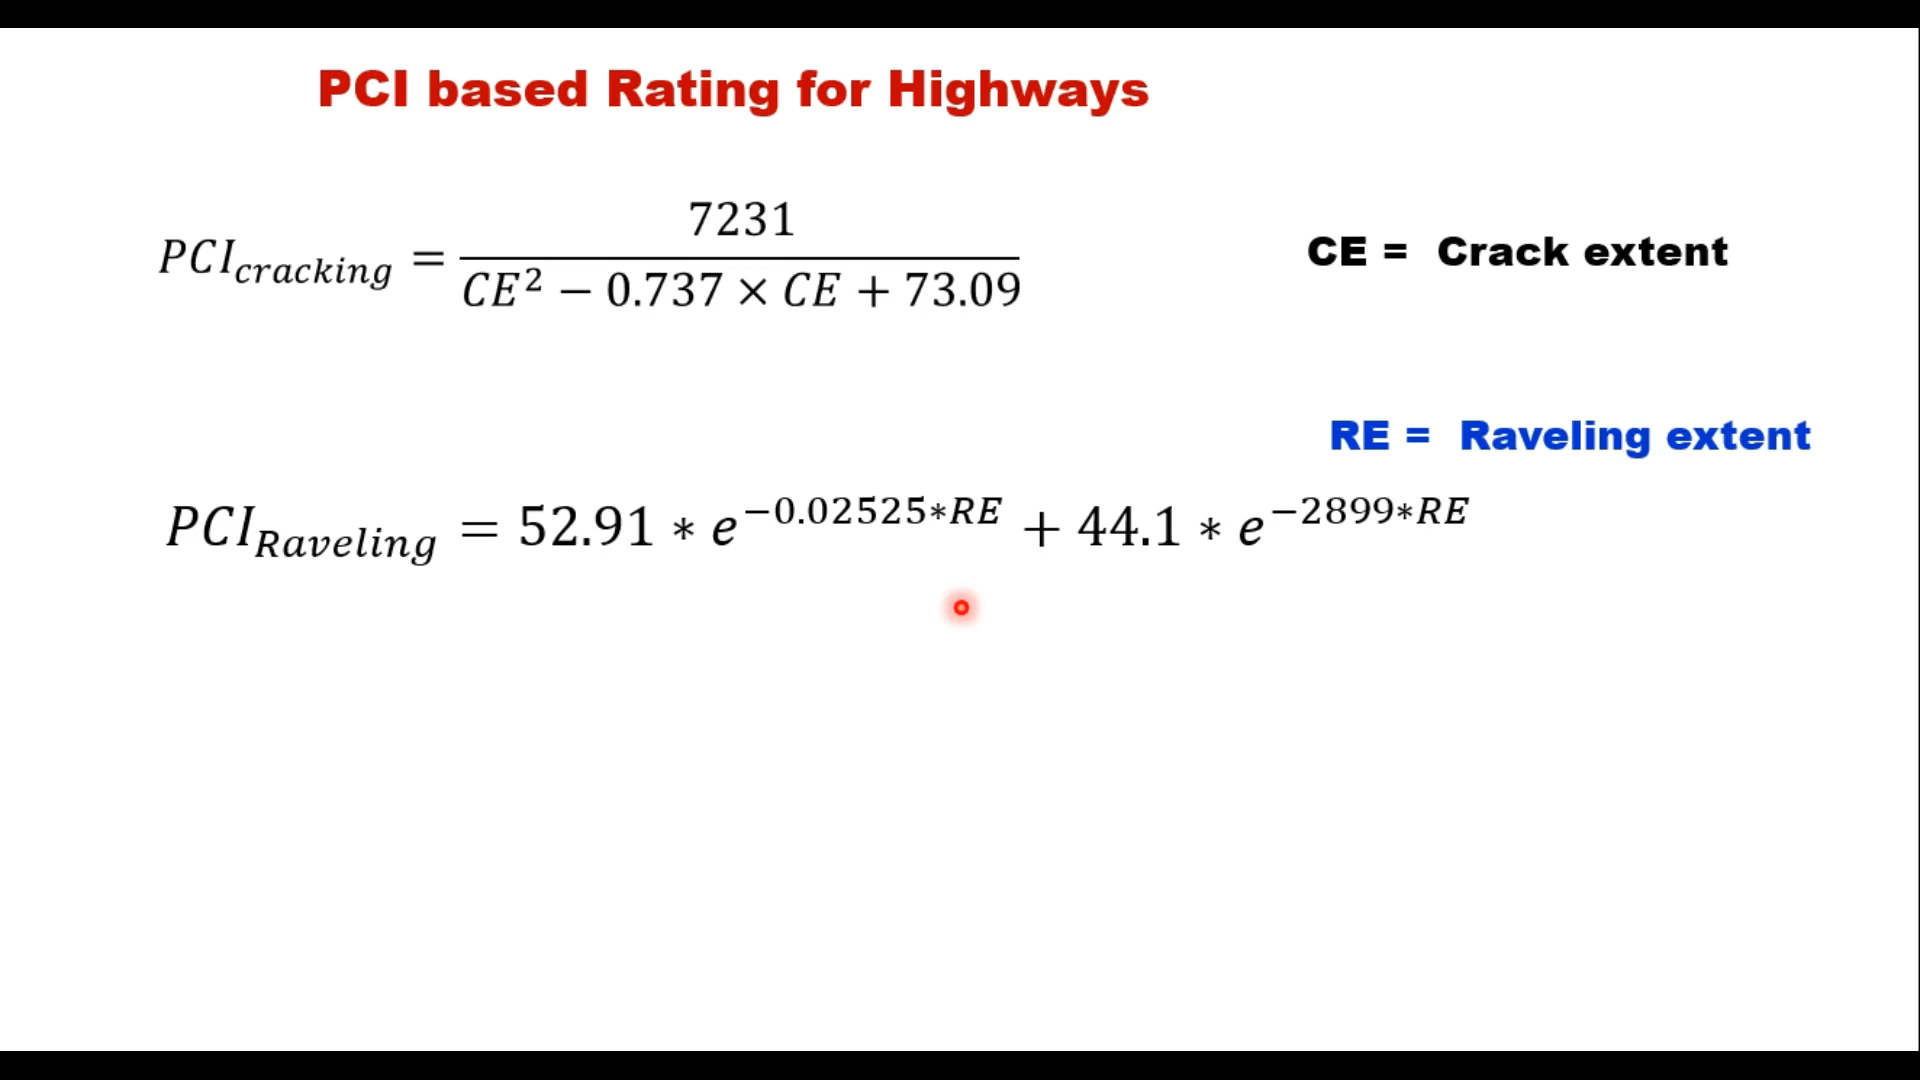 PCI based Rating for Highways
PCI_cracking = 7231 / (CE² − 0.737 × CE + 73.09)
CE = Crack extent
RE = Raveling extent
PCI_Raveling = 52.91 * e^(−0.02525*RE) + 44.1 * e^(−2899*RE)